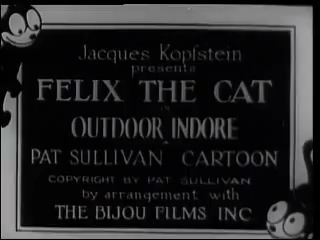 Jacques Kopfstein
presents
FELIX THE CAT
in
OUTDOOR INDORE
A
PAT SULLIVAN CARTOON
COPYRIGHT BY PAT SULLIVAN
by arrangement with
THE BIJOU FILMS INC